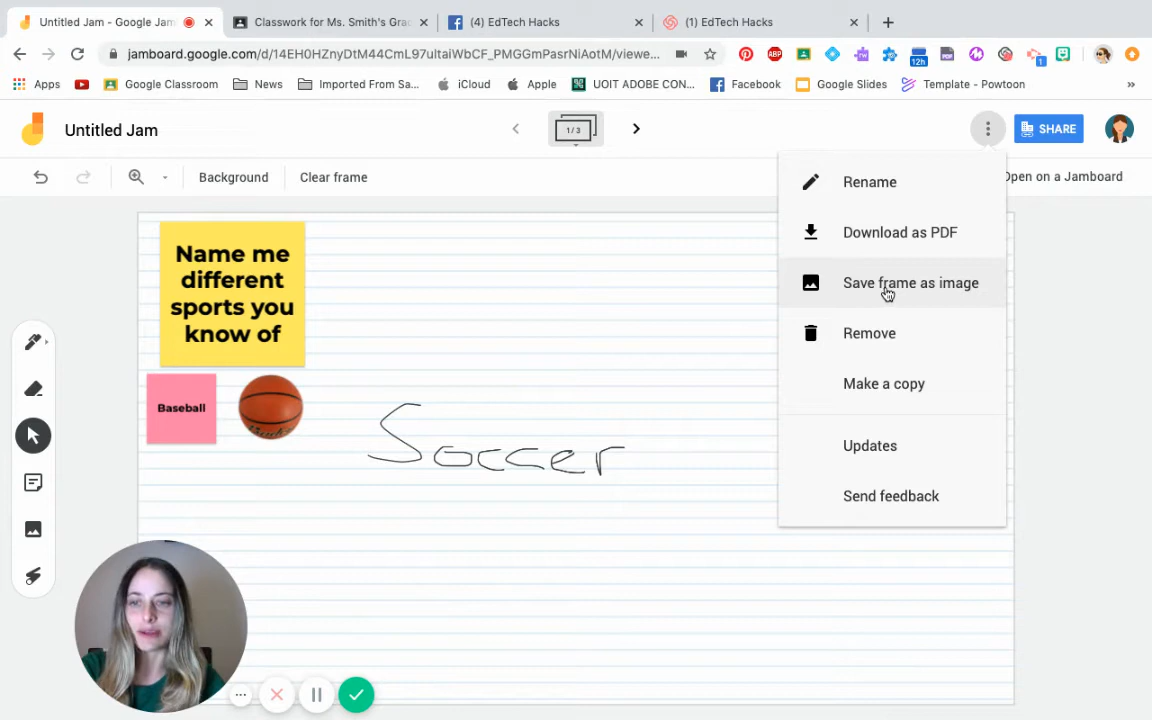 Untitled Jam - Google Jam
Classwork for Ms. Smith's Grad
(4) EdTech Hacks
(1) EdTech Hacks
jamboard.google.com/d/14EH0HZnyDtM44CmL97ultaiWbCF_PMGGmPasrNiAotM/viewe...
12h
1
Apps
Google Classroom
News
Imported From Sa...
iCloud
Apple
UOIT ADOBE CON...
Facebook
Google Slides
Template - Powtoon
»
Untitled Jam
1/3
SHARE
Background
Clear frame
Open on a Jamboard
Rename
Download as PDF
Save frame as image
Remove
Make a copy
Updates
Send feedback
Name me
different
sports you
know of
Baseball
Soccer